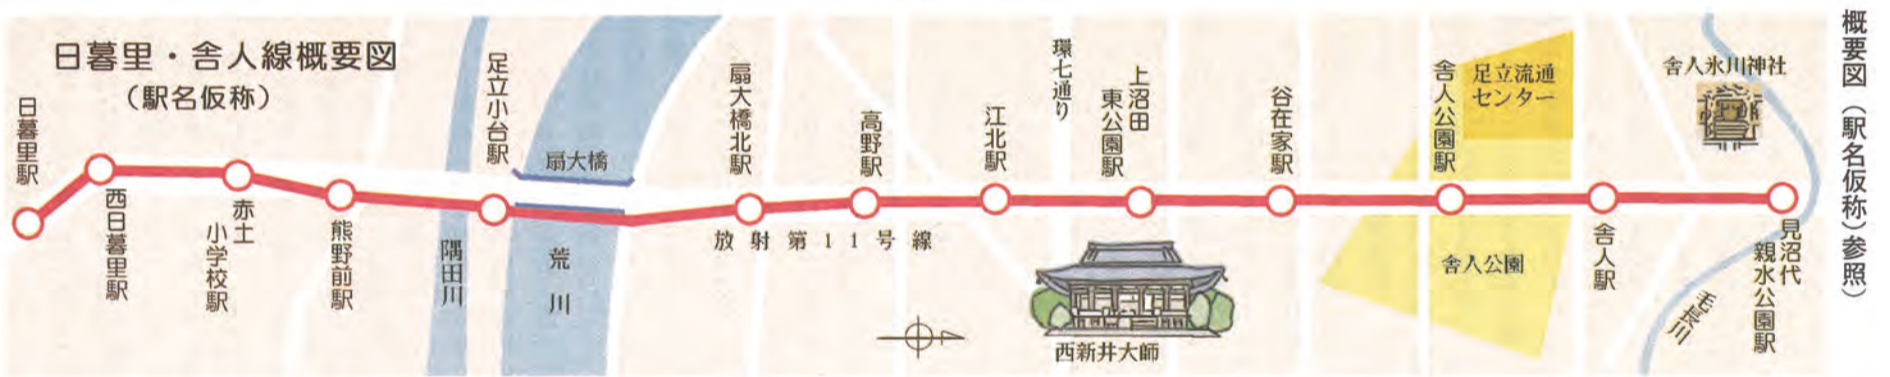 日暮里・舎人線概要図
（駅名仮称）
日暮里駅
西日暮里駅
赤土
小学校駅
熊野前駅
隅田川
足立小台駅
扇大橋
荒川
扇大橋北駅
放射第11号線
高野駅
江北駅
環七通り
上沼田
東公園駅
西新井大師
谷在家駅
舎人公園駅
足立流通
センター
舎人公園
舎人駅
舎人氷川神社
毛長川
見沼代
親水公園駅
概要図（駅名仮称）参照）